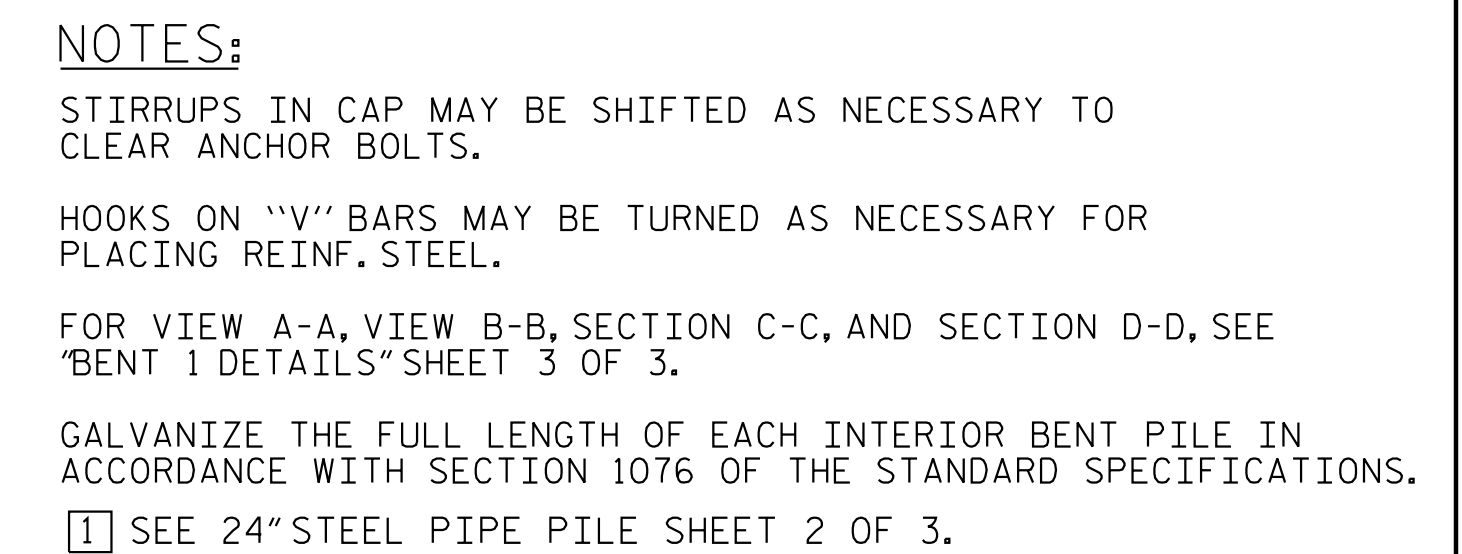 NOTES:
STIRRUPS IN CAP MAY BE SHIFTED AS NECESSARY TO
CLEAR ANCHOR BOLTS.
HOOKS ON ‵‵V″ BARS MAY BE TURNED AS NECESSARY FOR
PLACING REINF. STEEL.
FOR VIEW A-A, VIEW B-B, SECTION C-C, AND SECTION D-D, SEE
"BENT 1 DETAILS" SHEET 3 OF 3.
GALVANIZE THE FULL LENGTH OF EACH INTERIOR BENT PILE IN
ACCORDANCE WITH SECTION 1076 OF THE STANDARD SPECIFICATIONS.
1 SEE 24" STEEL PIPE PILE SHEET 2 OF 3.